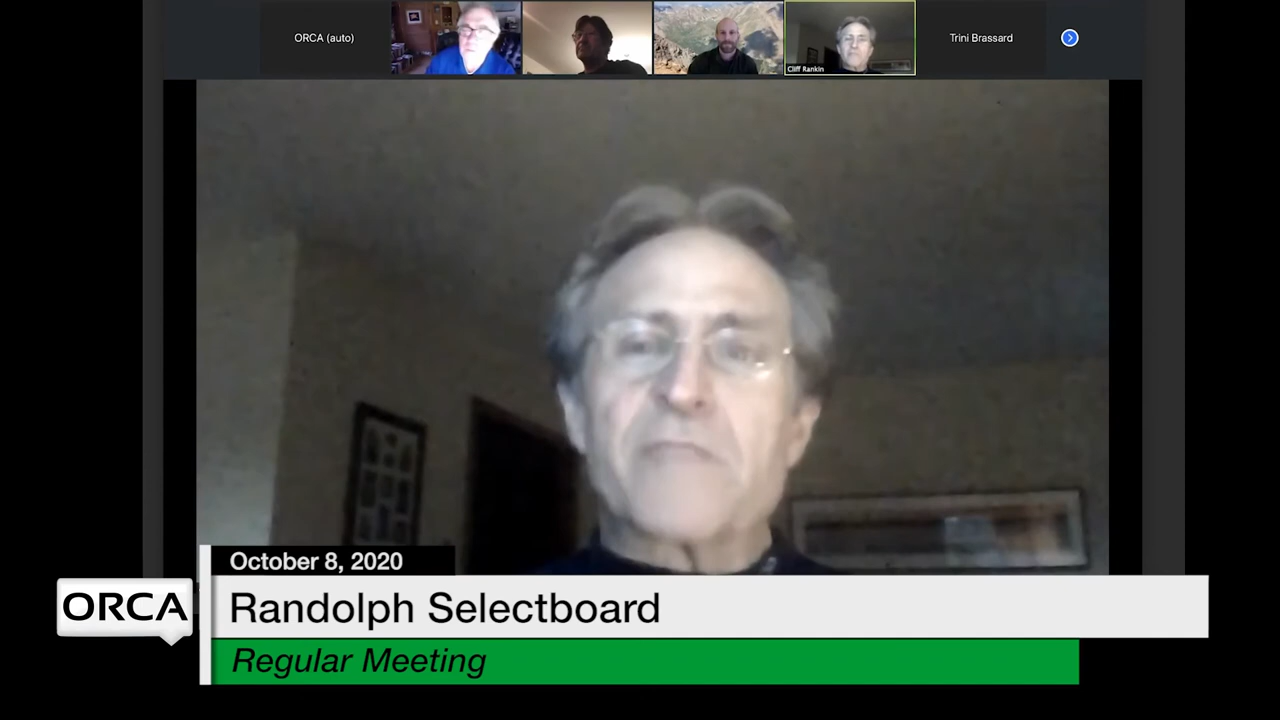 ORCA (auto)
Cliff Rankin
Trini Brassard
October 8, 2020
ORCA
Randolph Selectboard
Regular Meeting